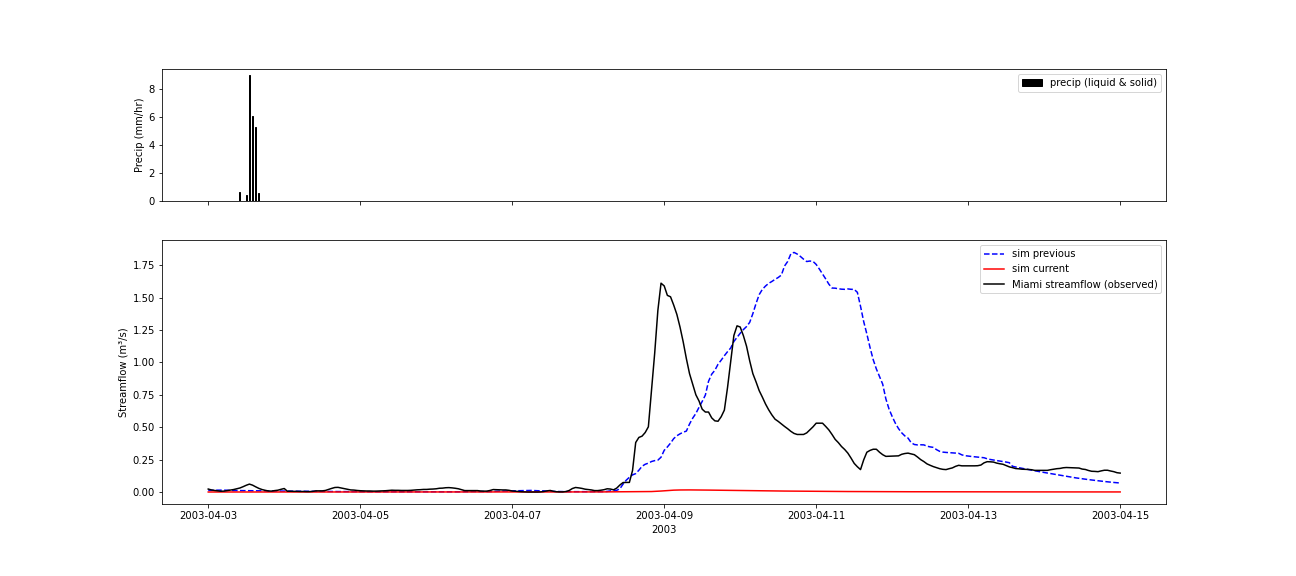 precip (liquid & solid)
Precip (mm/hr)
8
6
4
2
0
sim previous
sim current
Miami streamflow (observed)
Streamflow (m³/s)
1.75
1.50
1.25
1.00
0.75
0.50
0.25
0.00
2003-04-03 2003-04-05 2003-04-07 2003-04-09 2003-04-11 2003-04-13 2003-04-15
2003